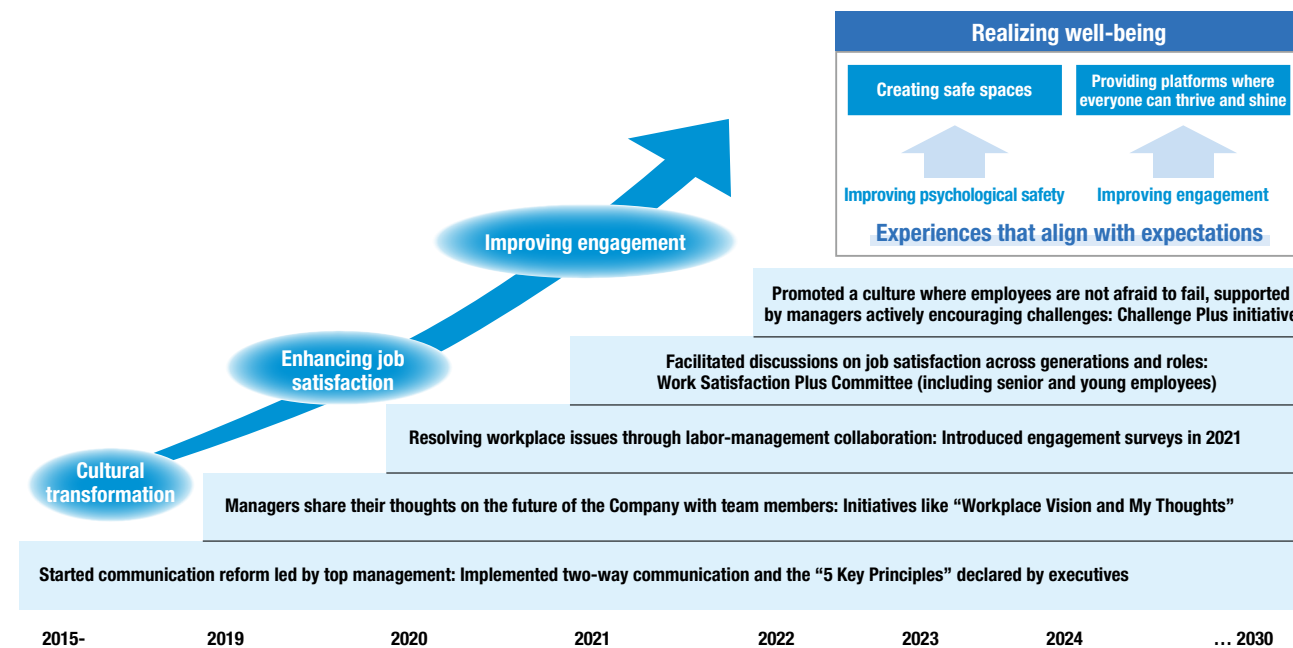 Realizing well-being
Creating safe spaces
Providing platforms where
everyone can thrive and shine
Improving psychological safety
Improving engagement
Experiences that align with expectations
Improving engagement
Enhancing job
satisfaction
Cultural
transformation
Promoted a culture where employees are not afraid to fail, supported
by managers actively encouraging challenges: Challenge Plus initiative
Facilitated discussions on job satisfaction across generations and roles:
Work Satisfaction Plus Committee (including senior and young employees)
Resolving workplace issues through labor-management collaboration: Introduced engagement surveys in 2021
Managers share their thoughts on the future of the Company with team members: Initiatives like “Workplace Vision and My Thoughts”
Started communication reform led by top management: Implemented two-way communication and the “5 Key Principles” declared by executives
2015- 2019 2020 2021 2022 2023 2024 … 2030